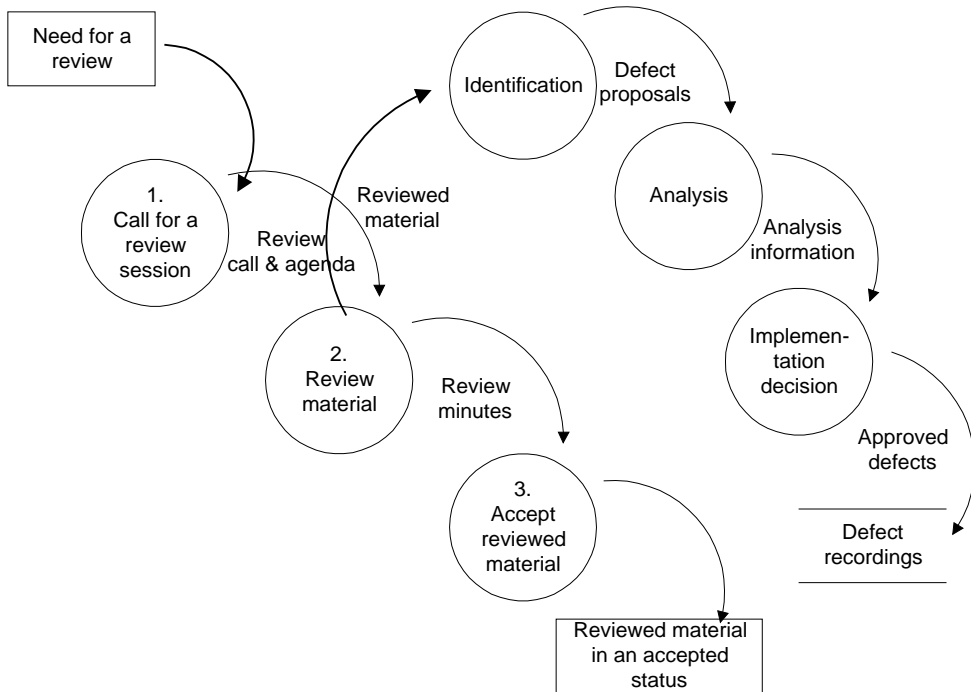 Need for a
review
1.
Call for a
review
session
Review
call & agenda
Reviewed
material
2.
Review
material
Review
minutes
3.
Accept
reviewed
material
Reviewed material
in an accepted
status
Identification
Defect
proposals
Analysis
Analysis
information
Implemen-
tation
decision
Approved
defects
Defect
recordings